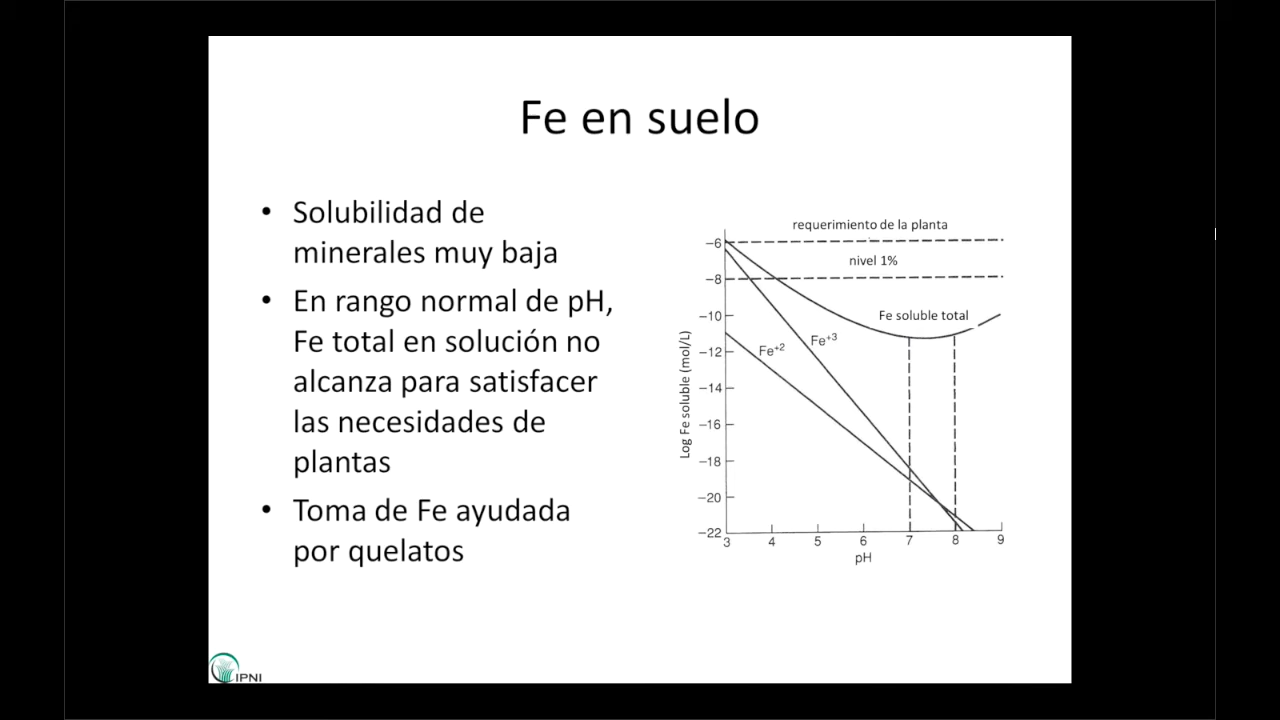 Fe en suelo
• Solubilidad de
minerales muy baja
• En rango normal de pH,
Fe total en solución no
alcanza para satisfacer
las necesidades de
plantas
• Toma de Fe ayudada
por quelatos
requerimiento de la planta
nivel 1%
Fe soluble total
Fe+3
Fe+2
Log Fe soluble (mol/L)
−6
−8
−10
−12
−14
−16
−18
−20
−22
3 4 5 6 7 8 9
pH
IPNI